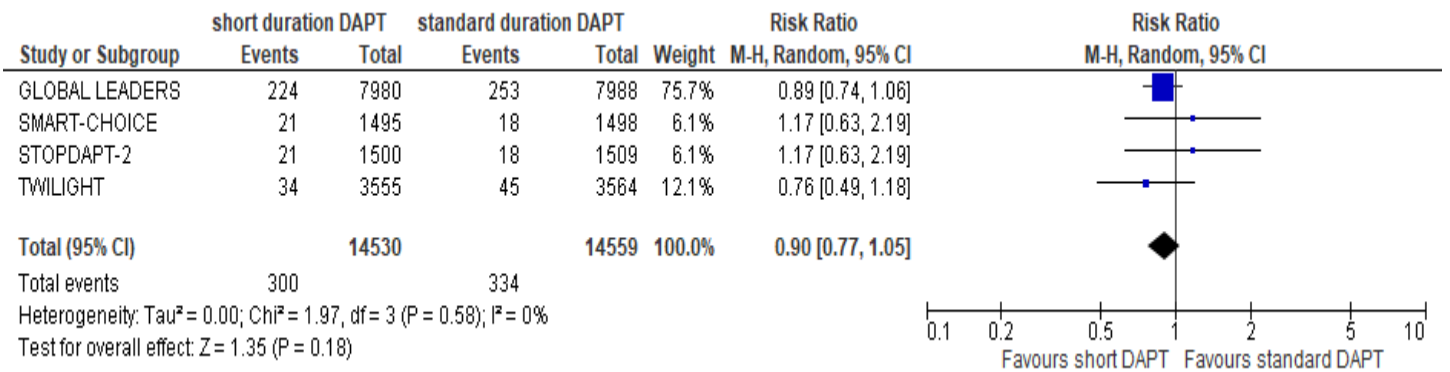 short duration DAPT standard duration DAPT Risk Ratio Risk Ratio
Study or Subgroup Events Total Events Total Weight M-H, Random, 95% CI M-H, Random, 95% CI
GLOBAL LEADERS 224 7980 253 7988 75.7% 0.89 [0.74, 1.06]
SMART-CHOICE 21 1495 18 1498 6.1% 1.17 [0.63, 2.19]
STOPDAPT-2 21 1500 18 1509 6.1% 1.17 [0.63, 2.19]
TWILIGHT 34 3555 45 3564 12.1% 0.76 [0.49, 1.18]
Total (95% CI) 14530 14559 100.0% 0.90 [0.77, 1.05]
Total events 300 334
Heterogeneity: Tau² = 0.00; Chi² = 1.97, df = 3 (P = 0.58); I² = 0%
Test for overall effect: Z = 1.35 (P = 0.18)
0.1 0.2 0.5 1 2 5 10
Favours short DAPT Favours standard DAPT